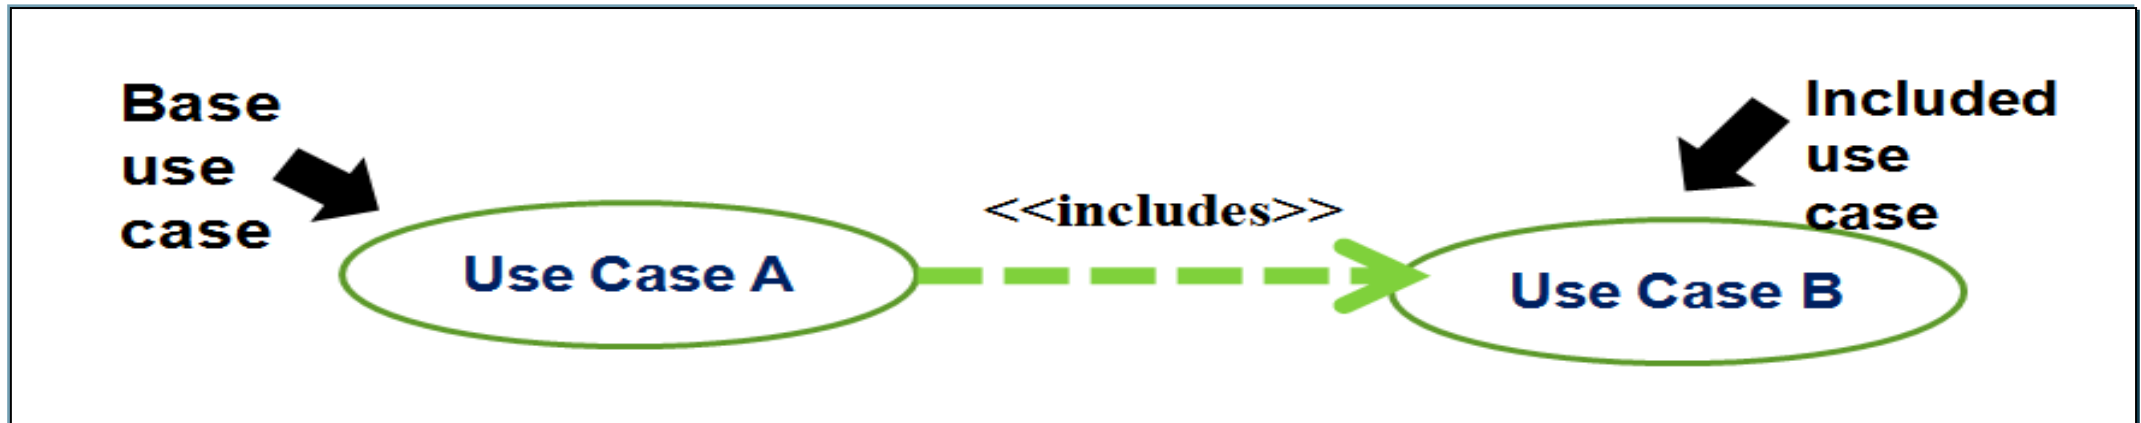 Base
use
case
Included
use
case
<<includes>>
Use Case A
Use Case B